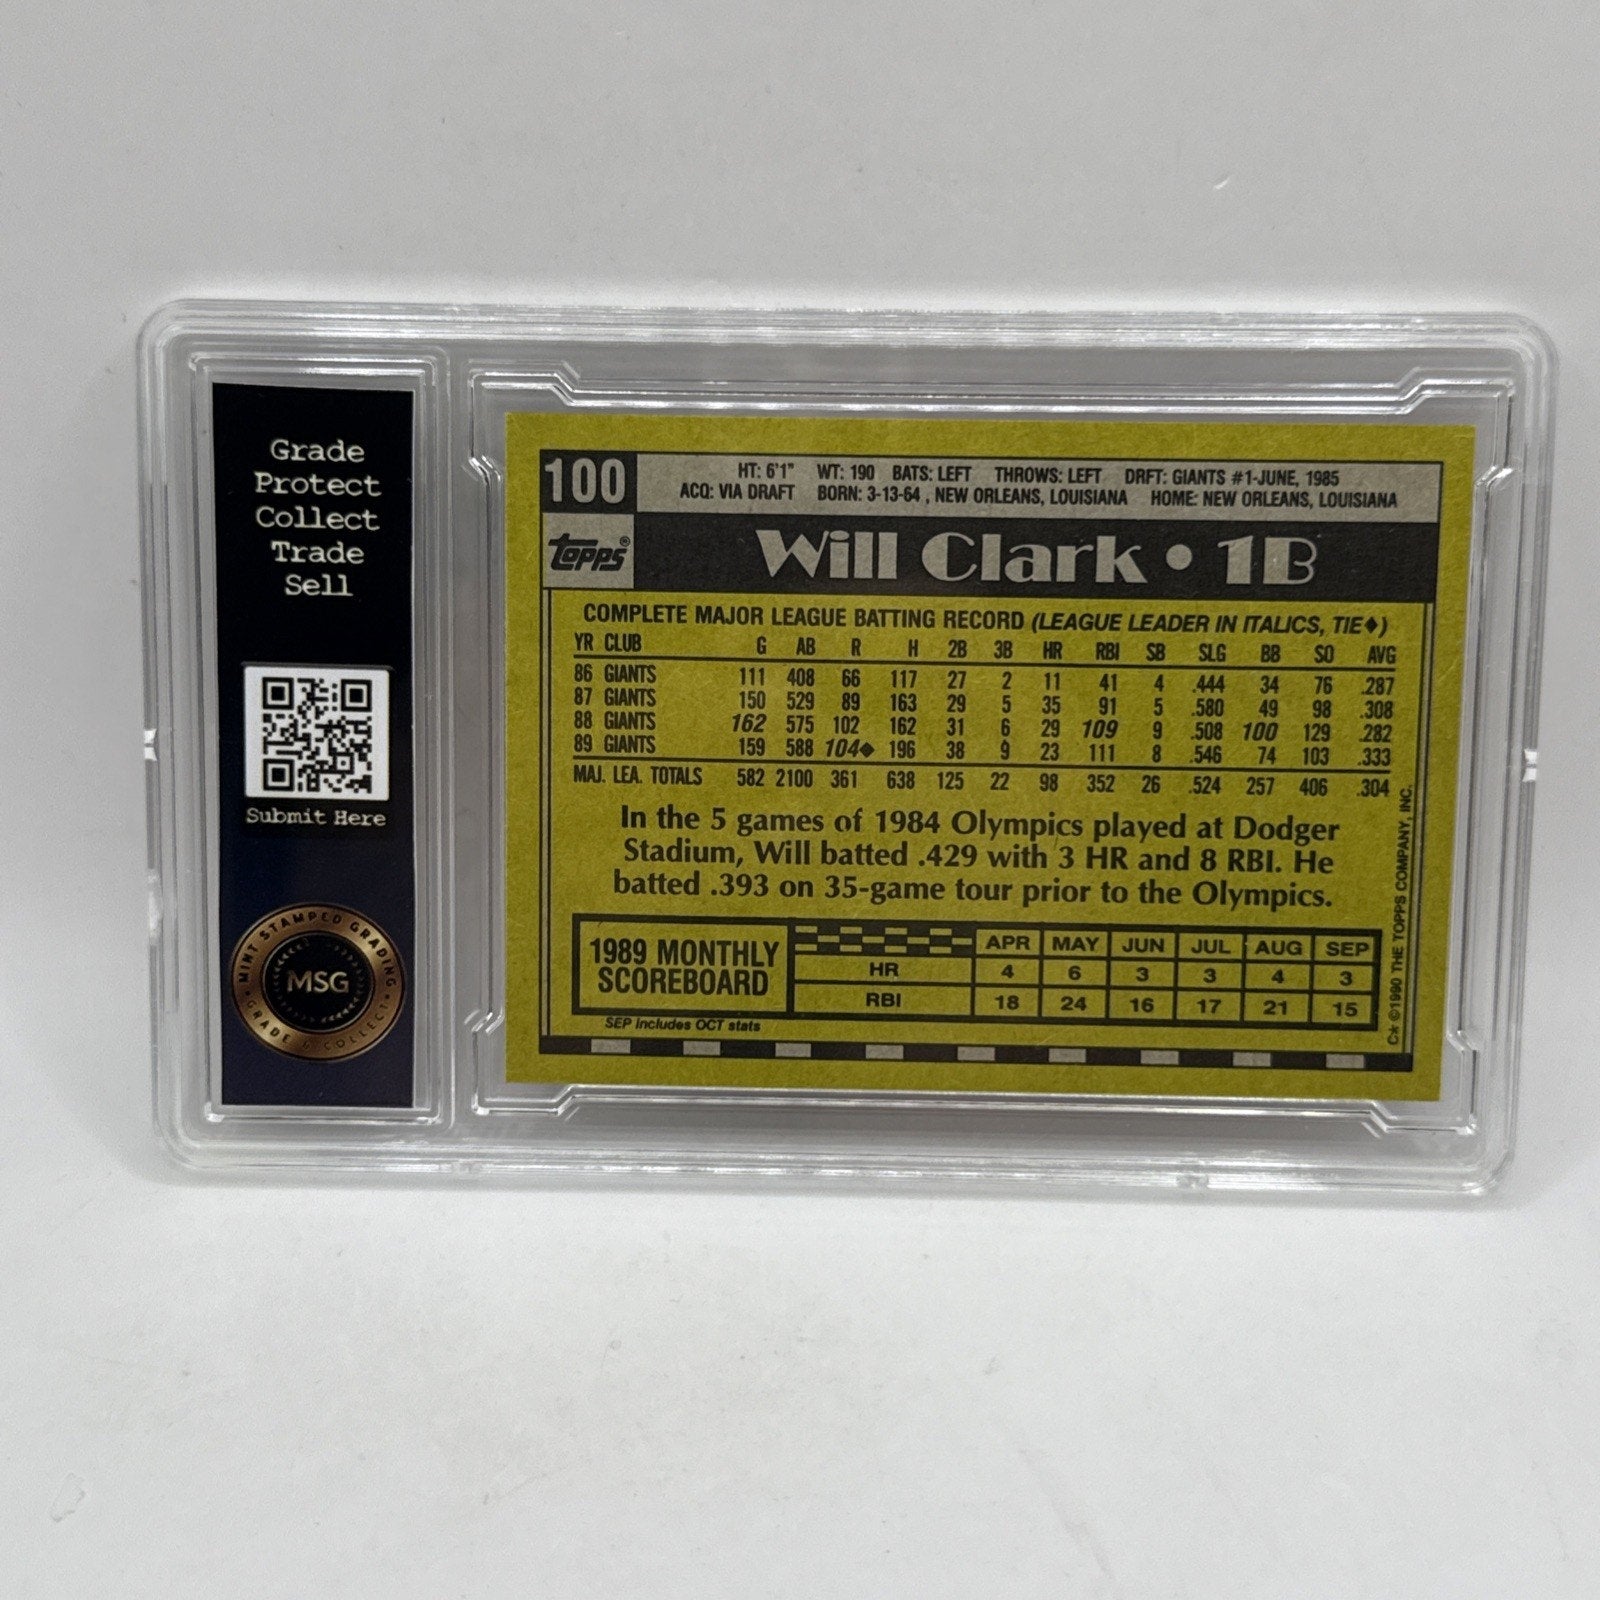 Grade
Protect
Collect
Trade
Sell
Submit Here
MINT STAMPED GRADING
MSG
GRADE & COLLECT
100
HT: 6'1" WT: 190 BATS: LEFT THROWS: LEFT DRFT: GIANTS #1-JUNE, 1985
ACQ: VIA DRAFT BORN: 3-13-64 , NEW ORLEANS, LOUISIANA HOME: NEW ORLEANS, LOUISIANA
topps®
Will Clark • 1B
COMPLETE MAJOR LEAGUE BATTING RECORD (LEAGUE LEADER IN ITALICS, TIE♦)
YR CLUB G AB R H 2B 3B HR RBI SB SLG BB SO AVG
86 GIANTS 111 408 66 117 27 2 11 41 4 .444 34 76 .287
87 GIANTS 150 529 89 163 29 5 35 91 5 .580 49 98 .308
88 GIANTS 162 575 102 162 31 6 29 109 9 .508 100 129 .282
89 GIANTS 159 588 104♦ 196 38 9 23 111 8 .546 74 103 .333
MAJ. LEA. TOTALS 582 2100 361 638 125 22 98 352 26 .524 257 406 .304
In the 5 games of 1984 Olympics played at Dodger
Stadium, Will batted .429 with 3 HR and 8 RBI. He
batted .393 on 35-game tour prior to the Olympics.
1989 MONTHLY
SCOREBOARD
APR MAY JUN JUL AUG SEP
HR 4 6 3 3 4 3
RBI 18 24 16 17 21 15
SEP includes OCT stats
C* ©1990 THE TOPPS COMPANY, INC.